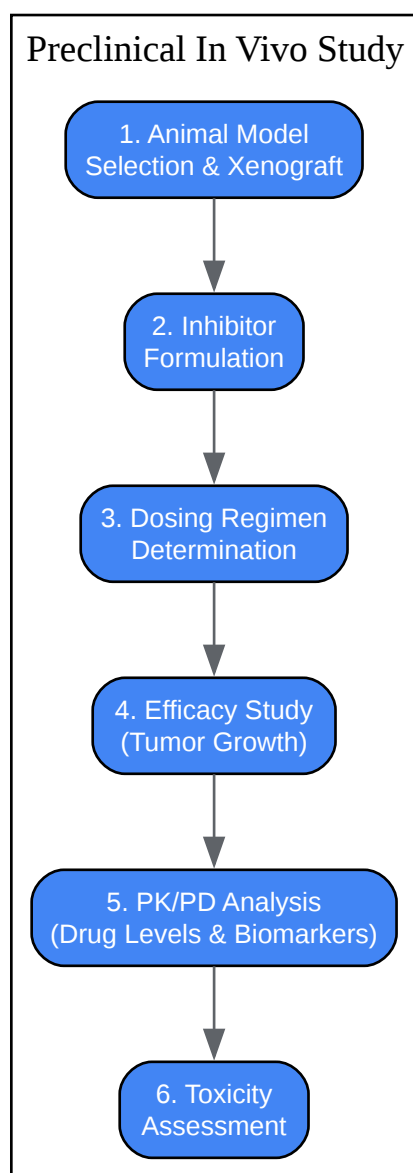 Preclinical In Vivo Study
1. Animal Model
Selection & Xenograft
2. Inhibitor
Formulation
3. Dosing Regimen
Determination
4. Efficacy Study
(Tumor Growth)
5. PK/PD Analysis
(Drug Levels & Biomarkers)
6. Toxicity
Assessment